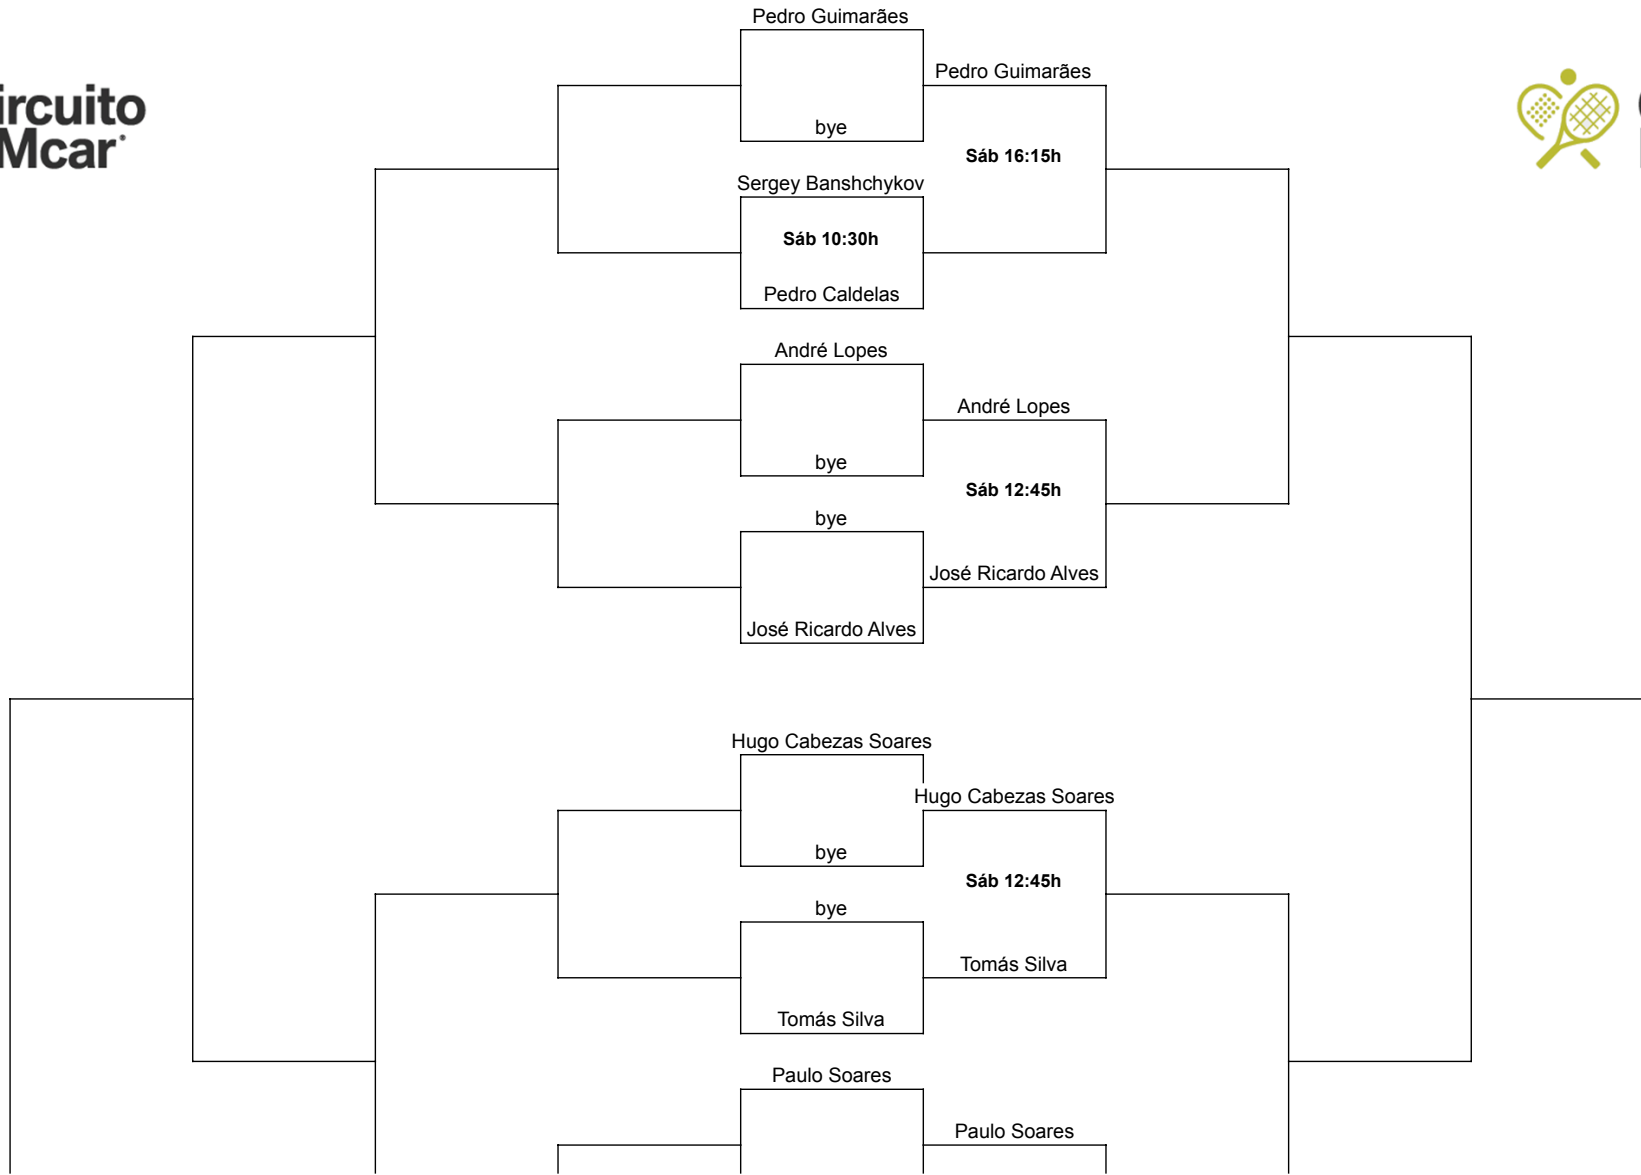 Pedro Guimarães
Pedro Guimarães
bye
Sáb 16:15h
Sergey Banshchykov
Sáb 10:30h
Pedro Caldelas
André Lopes
André Lopes
bye
Sáb 12:45h
bye
José Ricardo Alves
José Ricardo Alves
Hugo Cabezas Soares
Hugo Cabezas Soares
bye
Sáb 12:45h
bye
Tomás Silva
Tomás Silva
Paulo Soares
Paulo Soares
ircuito
Mcar